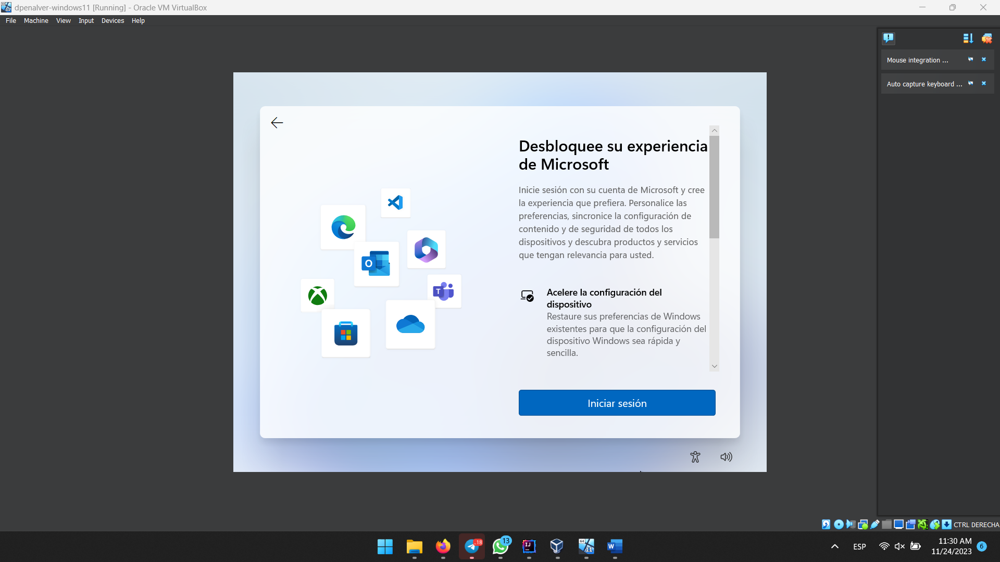 dpenalver-windows11 [Running] - Oracle VM VirtualBox
File Machine View Input Devices Help
Mouse integration ...
Auto capture keyboard ...
Desbloquee su experiencia
de Microsoft
Inicie sesión con su cuenta de Microsoft y cree
la experiencia que prefiera. Personalice las
preferencias, sincronice la configuración de
contenido y de seguridad de todos los
dispositivos y descubra productos y servicios
que tengan relevancia para usted.
Acelere la configuración del
dispositivo
Restaure sus preferencias de Windows
existentes para que la configuración del
dispositivo Windows sea rápida y
sencilla.
Iniciar sesión
O
T
CTRL DERECHA
..18
13
IJ
64
11
W
ESP
11:30 AM
11/24/2023
6